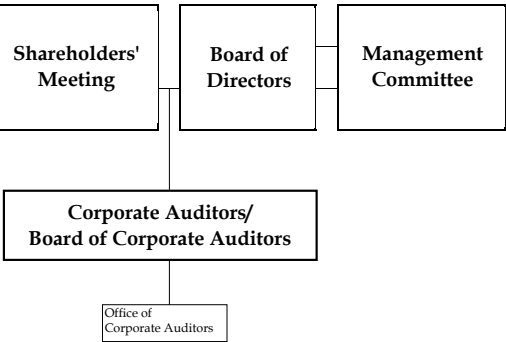 Shareholders'
Meeting
Board of
Directors
Management
Committee
Corporate Auditors/
Board of Corporate Auditors
Office of
Corporate Auditors